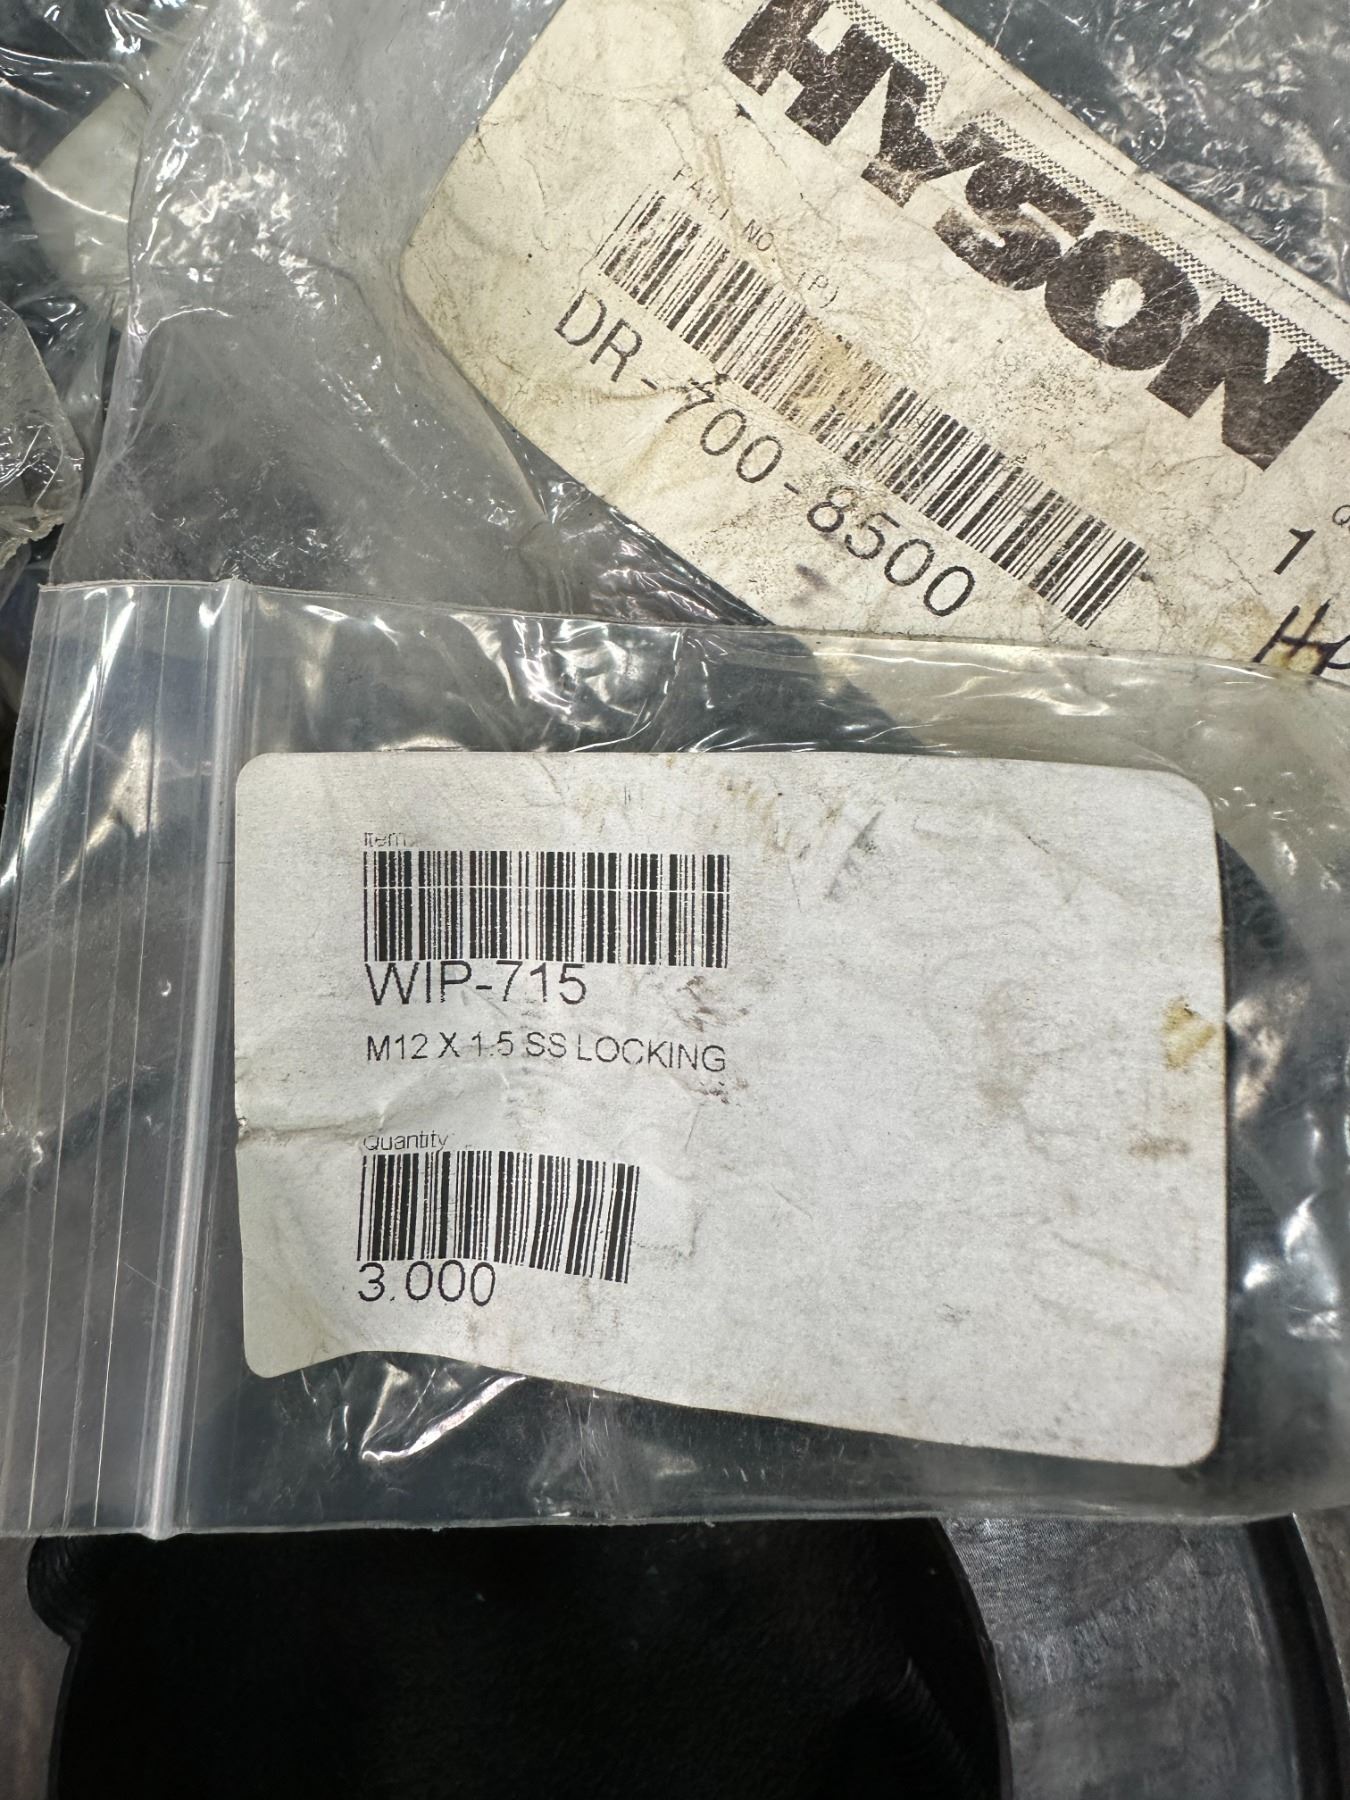 HYSON
PART NO. (P)
DR-700-8500
1
Item
WIP-715
M12 X 1.5 SS LOCKING
Quantity
3.000